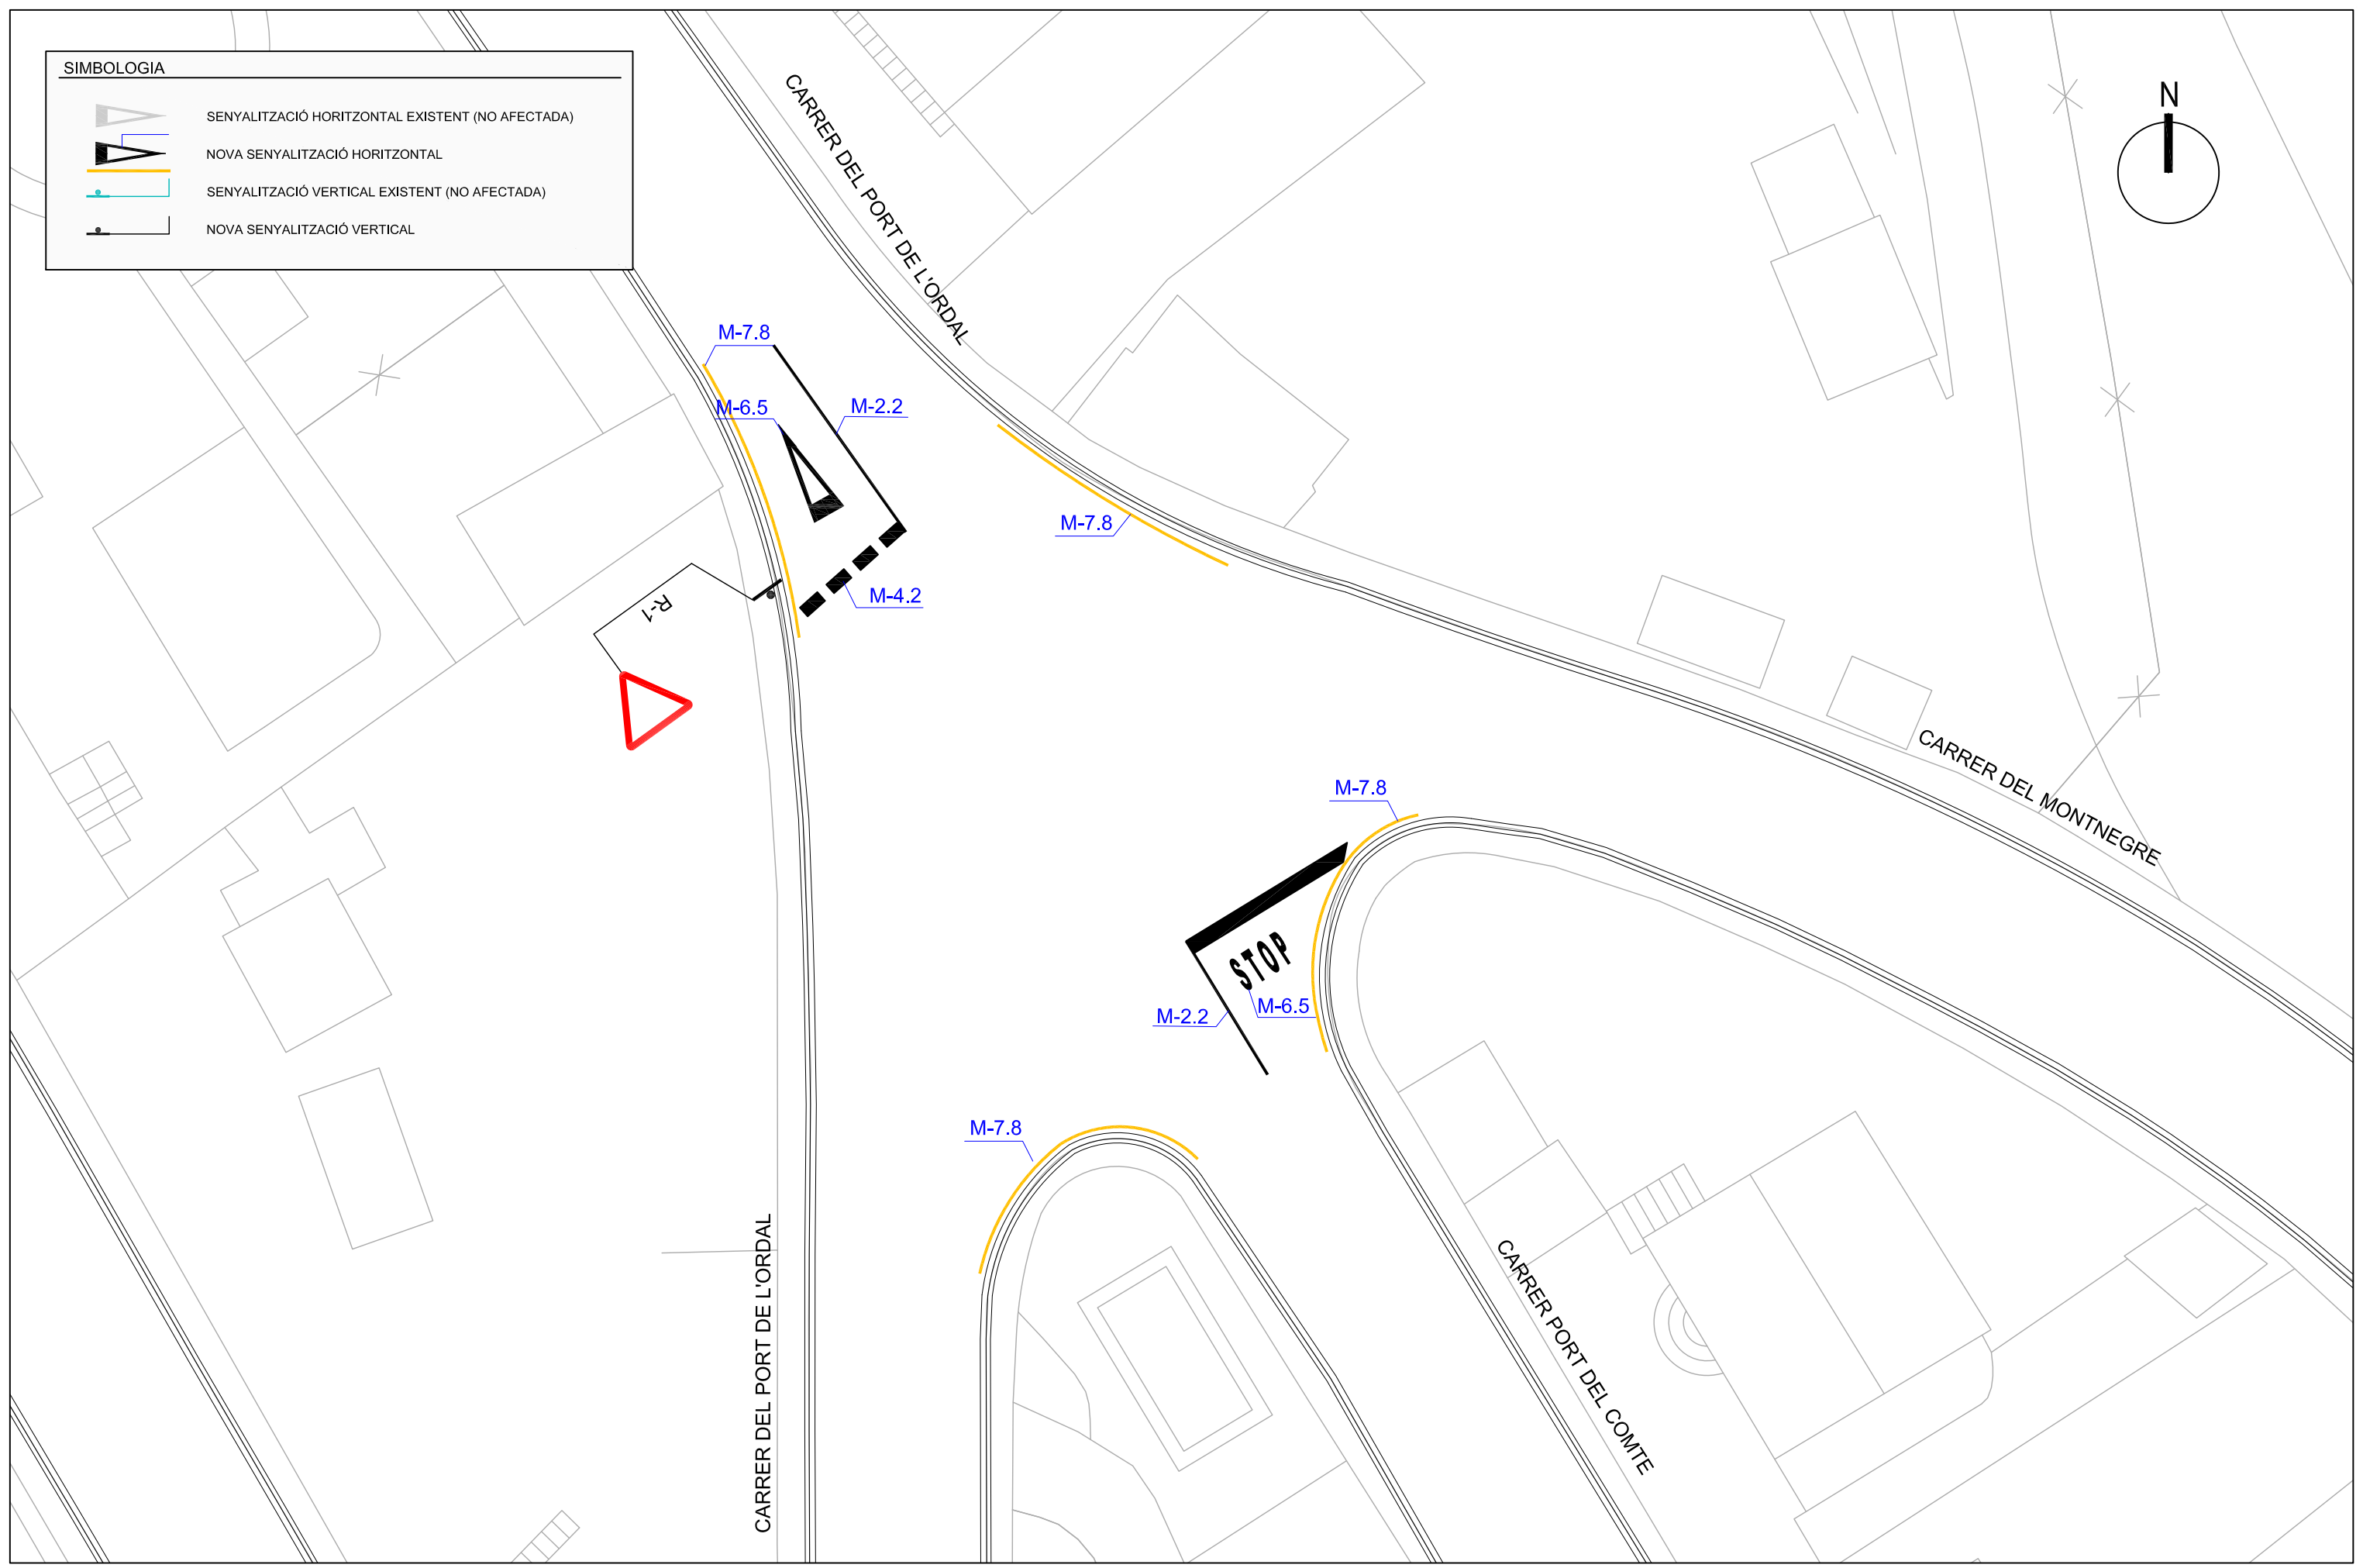 SIMBOLOGIA
SENYALITZACIÓ HORITZONTAL EXISTENT (NO AFECTADA)
NOVA SENYALITZACIÓ HORITZONTAL
SENYALITZACIÓ VERTICAL EXISTENT (NO AFECTADA)
NOVA SENYALITZACIÓ VERTICAL
N
CARRER DEL PORT DE L'ORDAL
M-7.8
M-6.5
M-2.2
M-7.8
M-4.2
R-1
CARRER DEL MONTNEGRE
M-7.8
STOP
M-6.5
M-2.2
M-7.8
CARRER DEL PORT DE L'ORDAL
CARRER PORT DEL COMTE